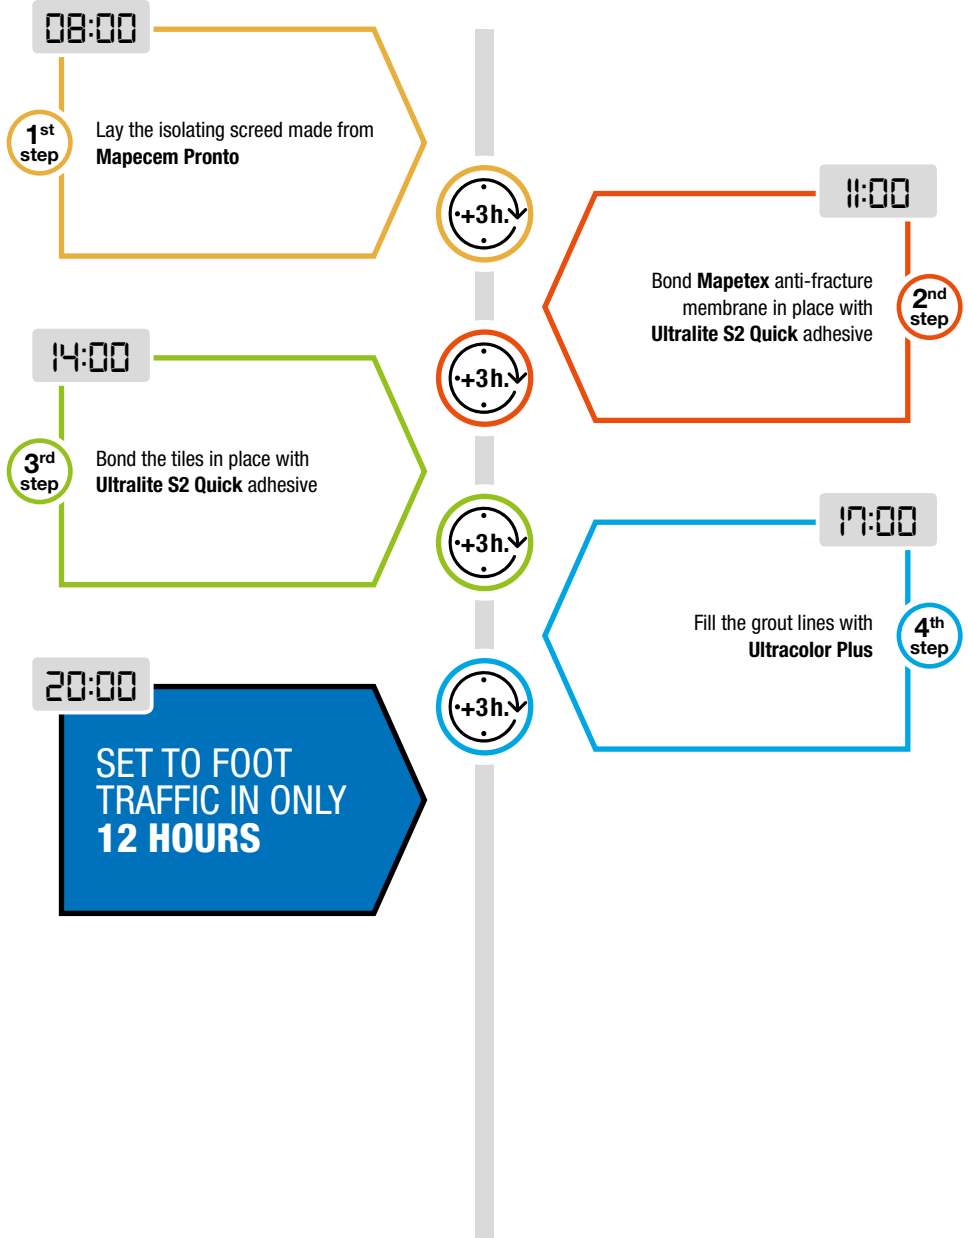 08:00
1st
step
Lay the isolating screed made from
Mapecem Pronto
+3h.
11:00
Bond Mapetex anti-fracture
membrane in place with
Ultralite S2 Quick adhesive
2nd
step
+3h.
14:00
3rd
step
Bond the tiles in place with
Ultralite S2 Quick adhesive
+3h.
17:00
Fill the grout lines with
Ultracolor Plus
4th
step
+3h.
20:00
SET TO FOOT
TRAFFIC IN ONLY
12 HOURS